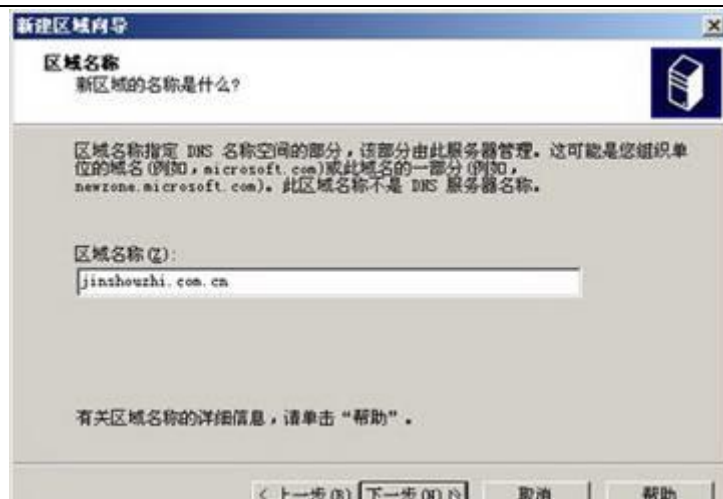 新建区域向导
区域名称
新区域的名称是什么?
区域名称指定 DNS 名称空间的部分，该部分由此服务器管理。这可能是您组织单
位的域名(例如，microsoft.com)或此域名的一部分(例如，
newzone.microsoft.com)。此区域名称不是 DNS 服务器名称。
区域名称(Z):
jinshouzhi.com.cn
有关区域名称的详细信息，请单击“帮助”。
< 上一步(B) 下一步(N) > 取消 帮助